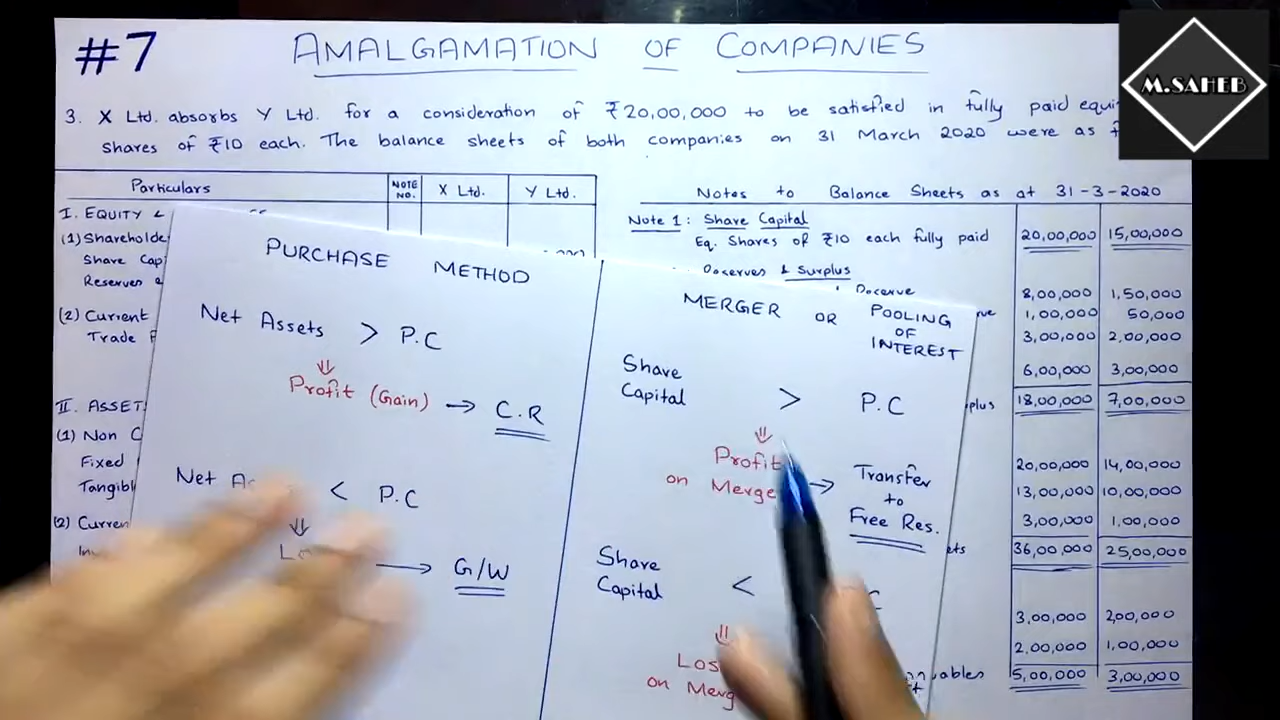 #7 AMALGAMATION OF COMPANIES
M.SAHEB
3. X Ltd. absorbs Y Ltd. for a consideration of ₹20,00,000 to be satisfied in fully paid
shares of ₹10 each. The balance sheets of both companies on 31 March 2020 were as
Particulars NOTE NO. X Ltd. Y Ltd.
I. EQUITY &
(1) Share
Share Cap
Reserves
(2) Current
Trade
II. ASSET
(1) Non C
Fixed
Tangib
(2) Curren
PURCHASE METHOD
Net Assets > P.C
⇓
Profit (Gain) → C.R
Net < P.C
⇓
→ G/W
MERGER OR POOLING
OF
INTEREST
Share
Capital > P.C
⇓
Profit
on Merge → Transfer
to
Free Res.
Share
Capital <
⇓
Los
on Merg
Notes to Balance Sheets as at 31-3-2020
Note 1: Share Capital
Eq. Shares of ₹10 each fully paid 20,00,000 15,00,000
& Surplus
8,00,000 1,50,000
1,00,000 50,000
3,00,000 2,00,000
6,00,000 3,00,000
plus 18,00,000 7,00,000
20,00,000 14,00,000
13,00,000 10,00,000
3,00,000 1,00,000
ets 36,00,000 25,00,000
3,00,000 2,00,000
2,00,000 1,00,000
5,00,000 3,00,000